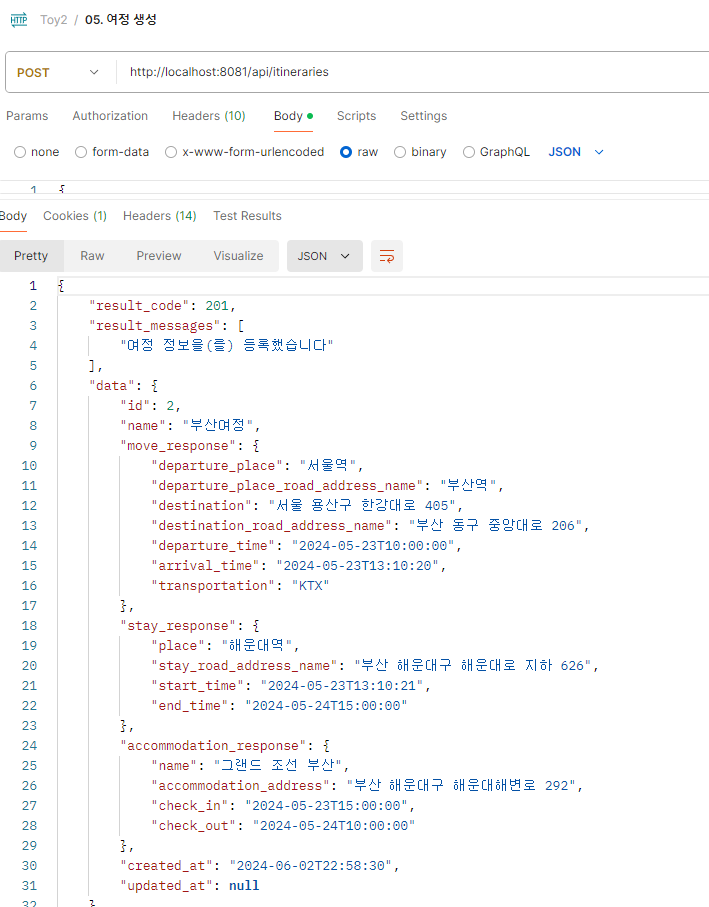 HTTP Toy2 / 05. 여정 생성
POST http://localhost:8081/api/itineraries
Params Authorization Headers (10) Body Scripts Settings
none form-data x-www-form-urlencoded raw binary GraphQL JSON
1 {
Body Cookies (1) Headers (14) Test Results
Pretty Raw Preview Visualize JSON
1 {
2 "result_code": 201,
3 "result_messages": [
4 "여정 정보을(를) 등록했습니다"
5 ],
6 "data": {
7 "id": 2,
8 "name": "부산여정",
9 "move_response": {
10 "departure_place": "서울역",
11 "departure_place_road_address_name": "부산역",
12 "destination": "서울 용산구 한강대로 405",
13 "destination_road_address_name": "부산 동구 중앙대로 206",
14 "departure_time": "2024-05-23T10:00:00",
15 "arrival_time": "2024-05-23T13:10:20",
16 "transportation": "KTX"
17 },
18 "stay_response": {
19 "place": "해운대역",
20 "stay_road_address_name": "부산 해운대구 해운대로 지하 626",
21 "start_time": "2024-05-23T13:10:21",
22 "end_time": "2024-05-24T15:00:00"
23 },
24 "accommodation_response": {
25 "name": "그랜드 조선 부산",
26 "accommodation_address": "부산 해운대구 해운대해변로 292",
27 "check_in": "2024-05-23T15:00:00",
28 "check_out": "2024-05-24T10:00:00"
29 },
30 "created_at": "2024-06-02T22:58:30",
31 "updated_at": null
32 }